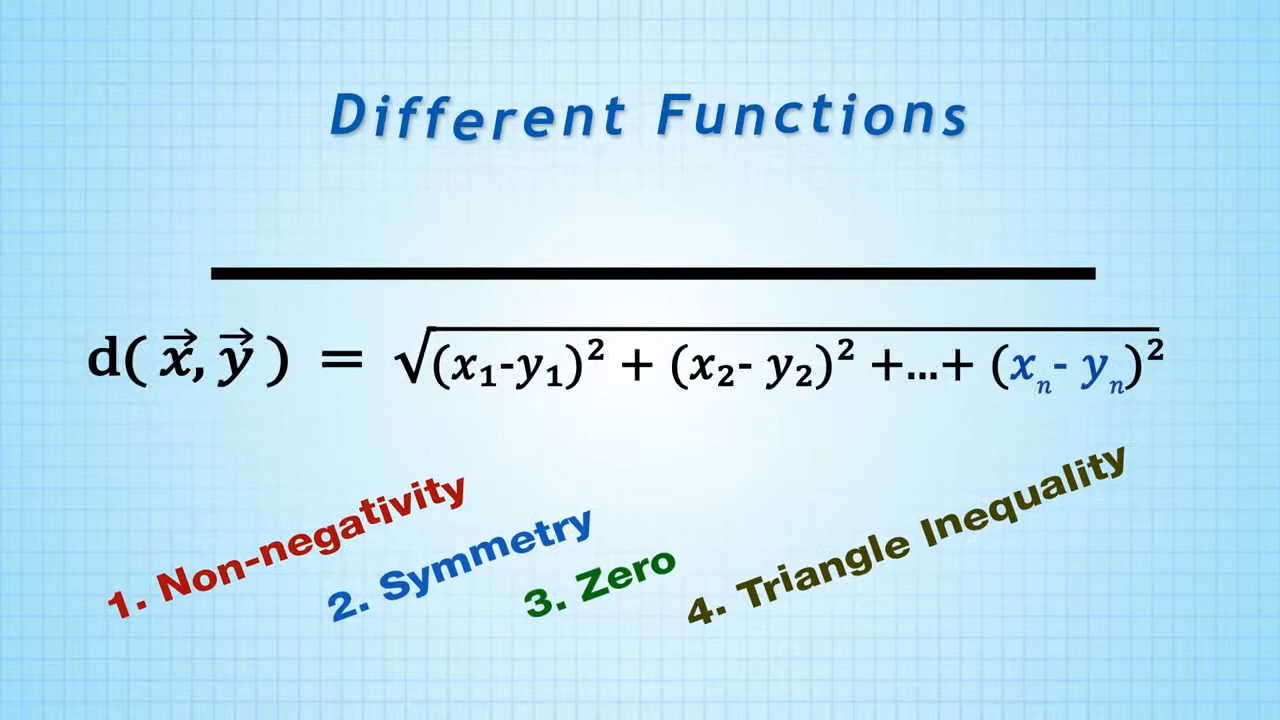 Different Functions
d( x⃗, y⃗ ) = √(x₁-y₁)² + (x₂- y₂)² +...+ (xₙ- yₙ)²
1. Non-negativity
2. Symmetry
3. Zero
4. Triangle Inequality